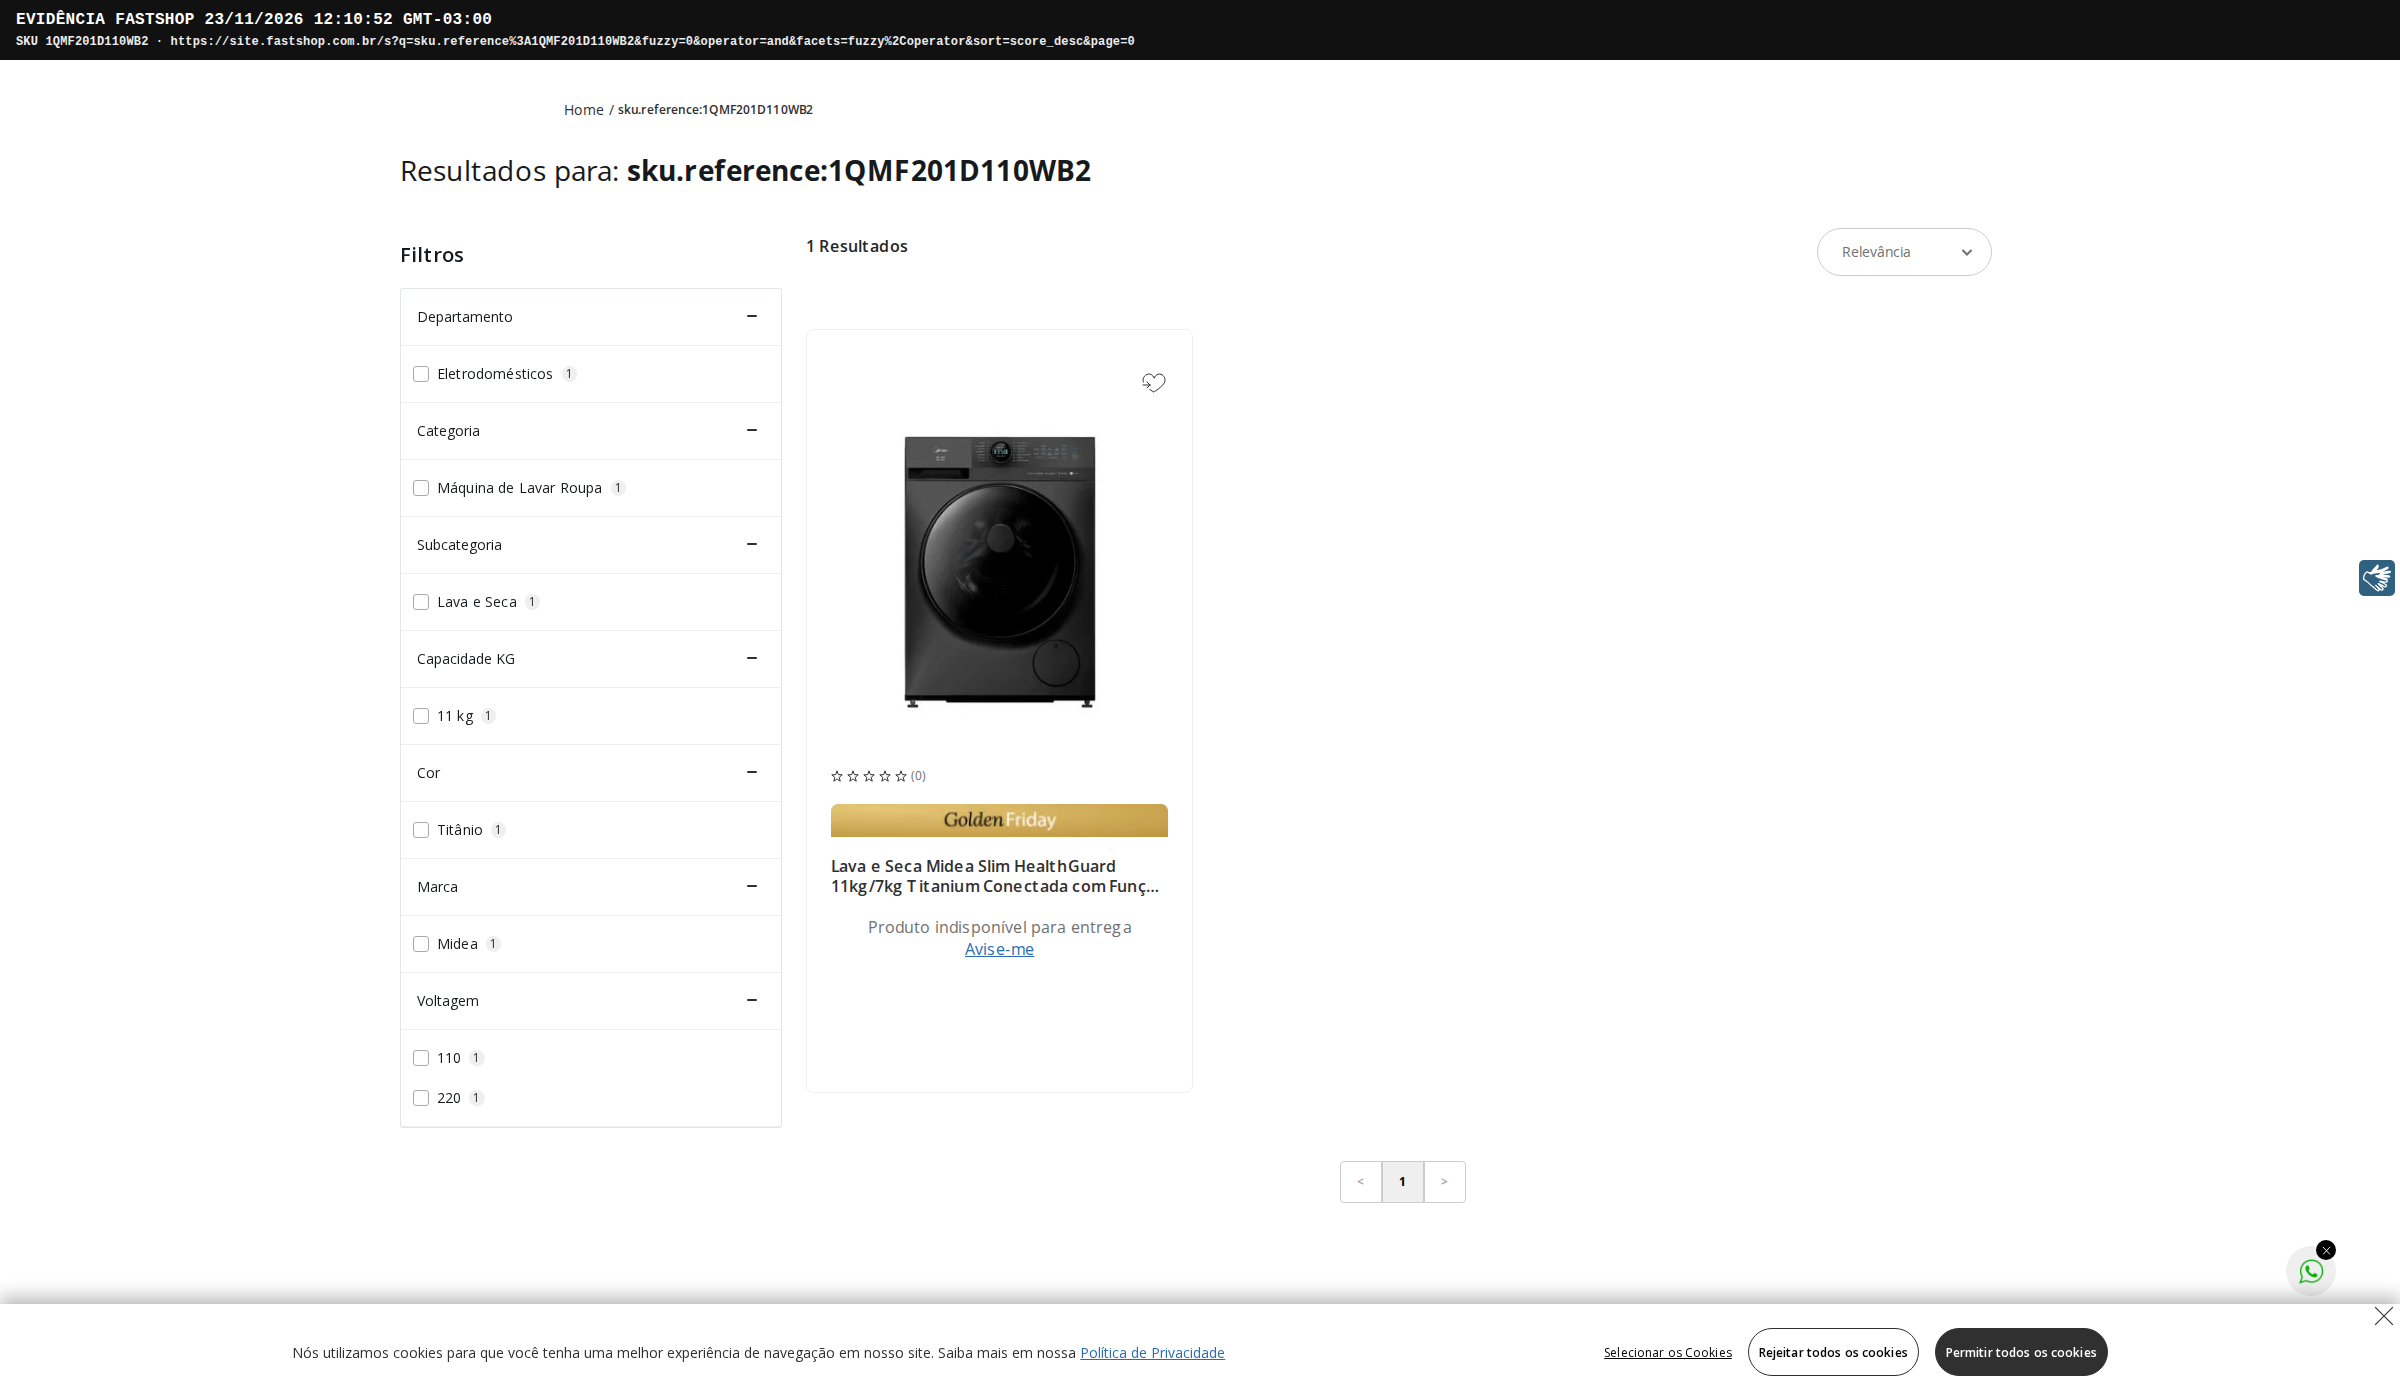 EVIDÊNCIA FASTSHOP 23/11/2026 12:10:52 GMT-03:00
SKU 1QMF201D110WB2 · https://site.fastshop.com.br/s?q=sku.reference%3A1QMF201D110WB2&fuzzy=0&operator=and&facets=fuzzy%2Coperator&sort=score_desc&page=0
Home / sku.reference:1QMF201D110WB2
Resultados para: sku.reference:1QMF201D110WB2
Filtros
1 Resultados
Relevância
Departamento
Eletrodomésticos 1
Categoria
Máquina de Lavar Roupa 1
Subcategoria
Lava e Seca 1
Capacidade KG
11 kg 1
Cor
Titânio 1
Marca
Midea 1
Voltagem
110 1
220 1
(0)
Golden Friday
Lava e Seca Midea Slim HealthGuard
11kg/7kg Titanium Conectada com Funç...
Produto indisponível para entrega
Avise-me
< 1 >
Nós utilizamos cookies para que você tenha uma melhor experiência de navegação em nosso site. Saiba mais em nossa Política de Privacidade
Selecionar os Cookies
Rejeitar todos os cookies
Permitir todos os cookies